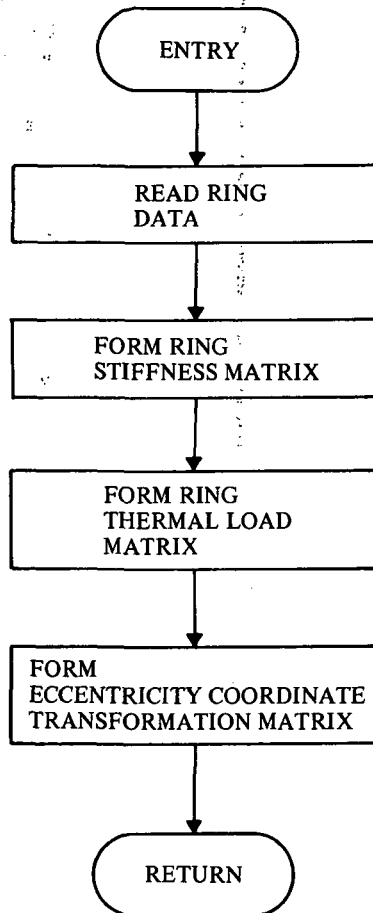 ENTRY
READ RING
DATA
FORM RING
STIFFNESS MATRIX
FORM RING
THERMAL LOAD
MATRIX
FORM
ECCENTRICITY COORDINATE
TRANSFORMATION MATRIX
RETURN